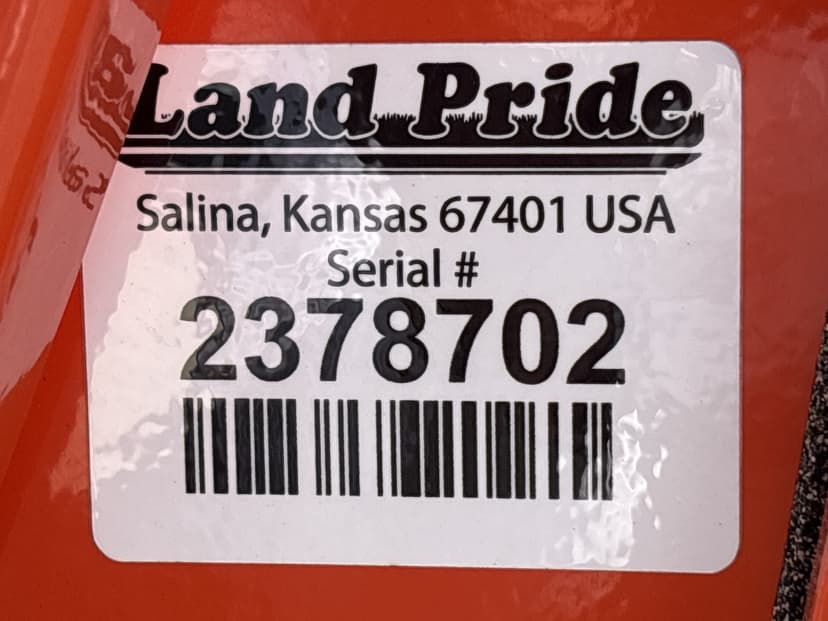 Land Pride
Salina, Kansas 67401 USA
Serial #
2378702